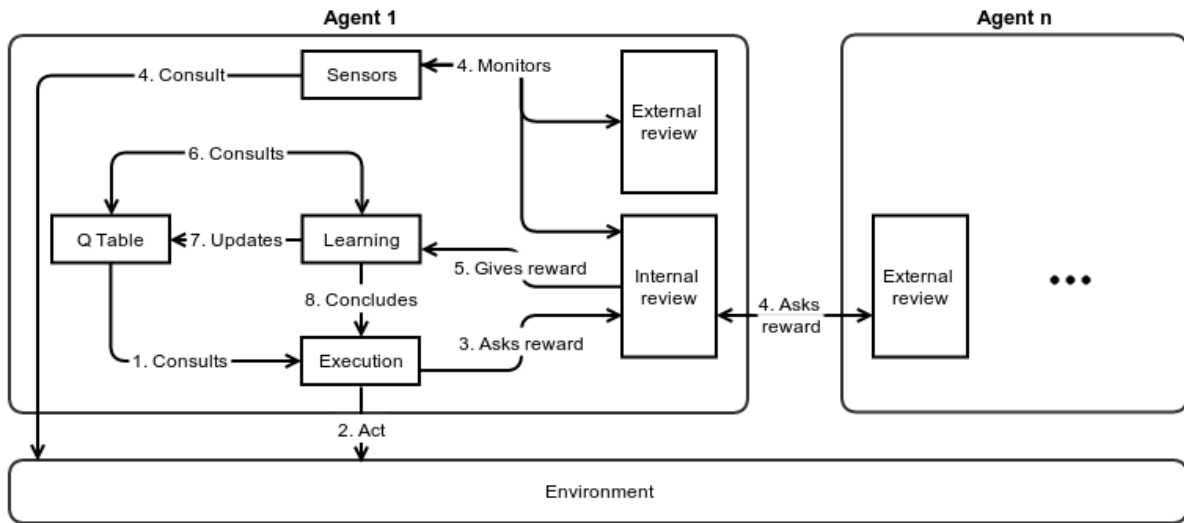 Agent 1
Agent n
4. Consult
Sensors
4. Monitors
External
review
6. Consults
Q Table
7. Updates
Learning
5. Gives reward
Internal
review
External
review
8. Concludes
4. Asks
reward
1. Consults
Execution
3. Asks reward
2. Act
Environment